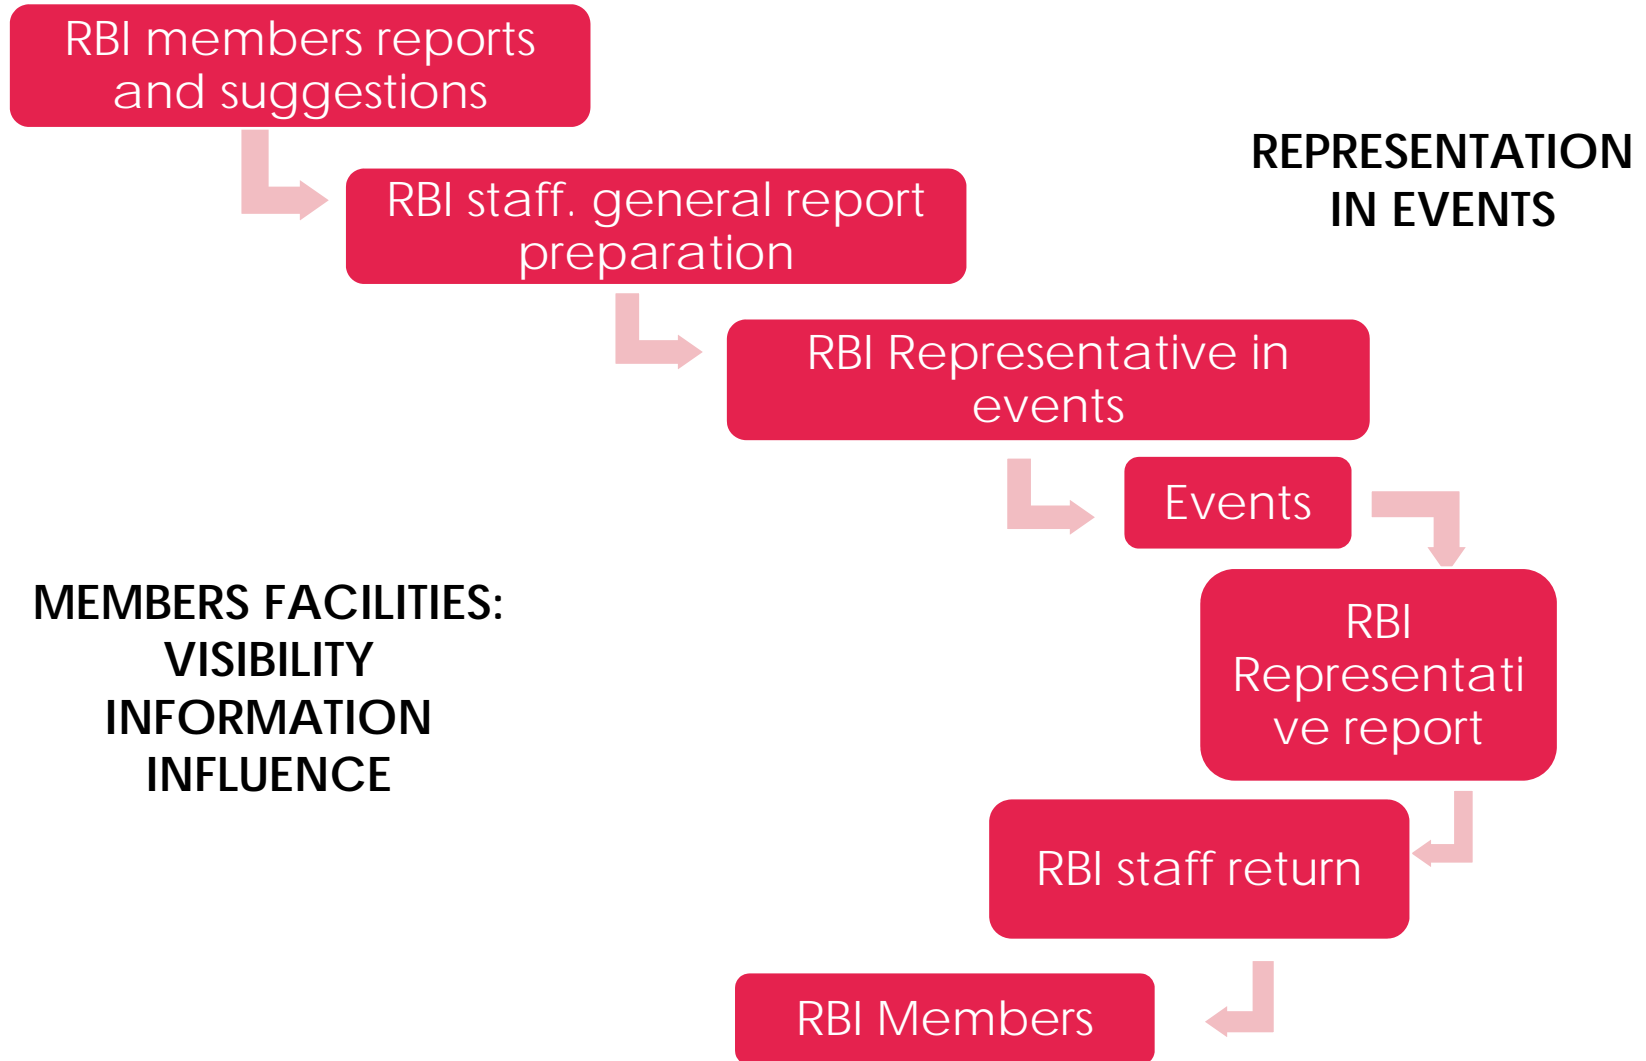 RBI members reports
and suggestions
REPRESENTATION
IN EVENTS
RBI staff. general report
preparation
RBI Representative in
events
Events
MEMBERS FACILITIES:
VISIBILITY
INFORMATION
INFLUENCE
RBI
Representati
ve report
RBI staff return
RBI Members